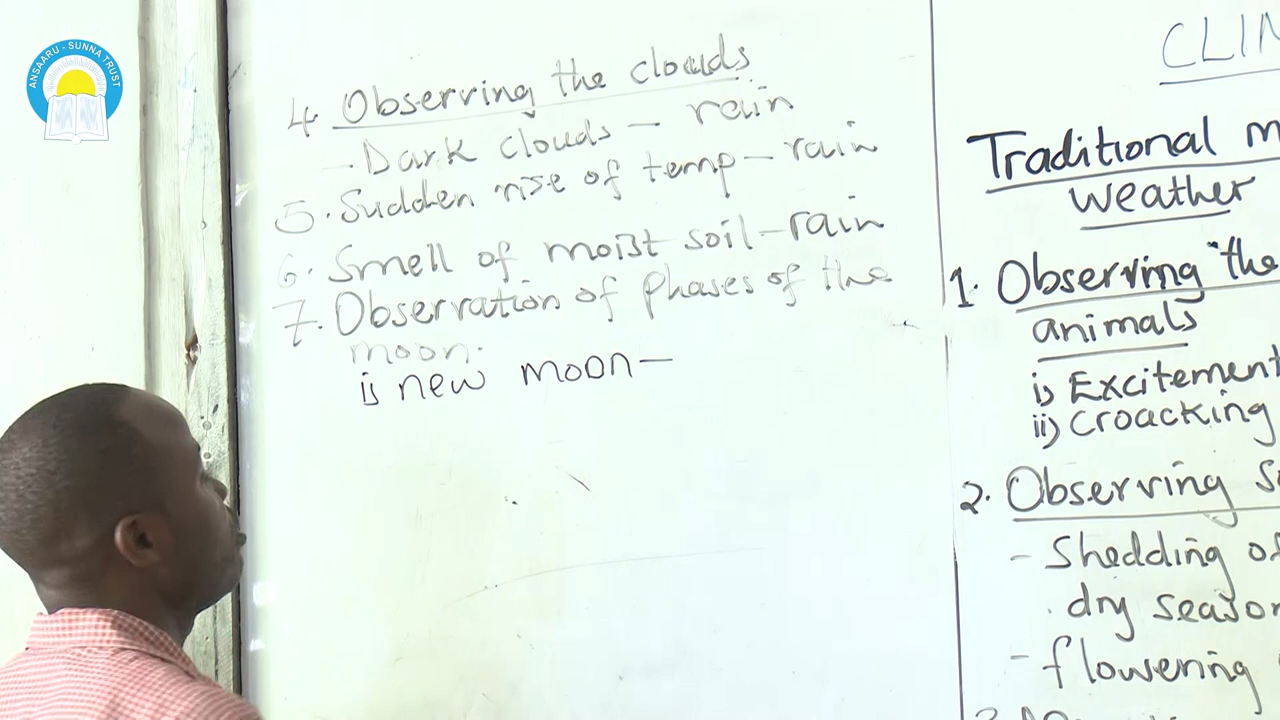 ANSAARU - SUNNA TRUST
4. Observing the clouds
- Dark clouds - rain
5. Sudden rise of temp - rain
6. Smell of moist soil - rain
7. Observation of phases of the
moon.
i) new moon -
CLIM
Traditional m
weather
1. Observing the
animals
i) Excitement
ii) Croacking
2. Observing
- Shedding of
dry season
- flowering
3.